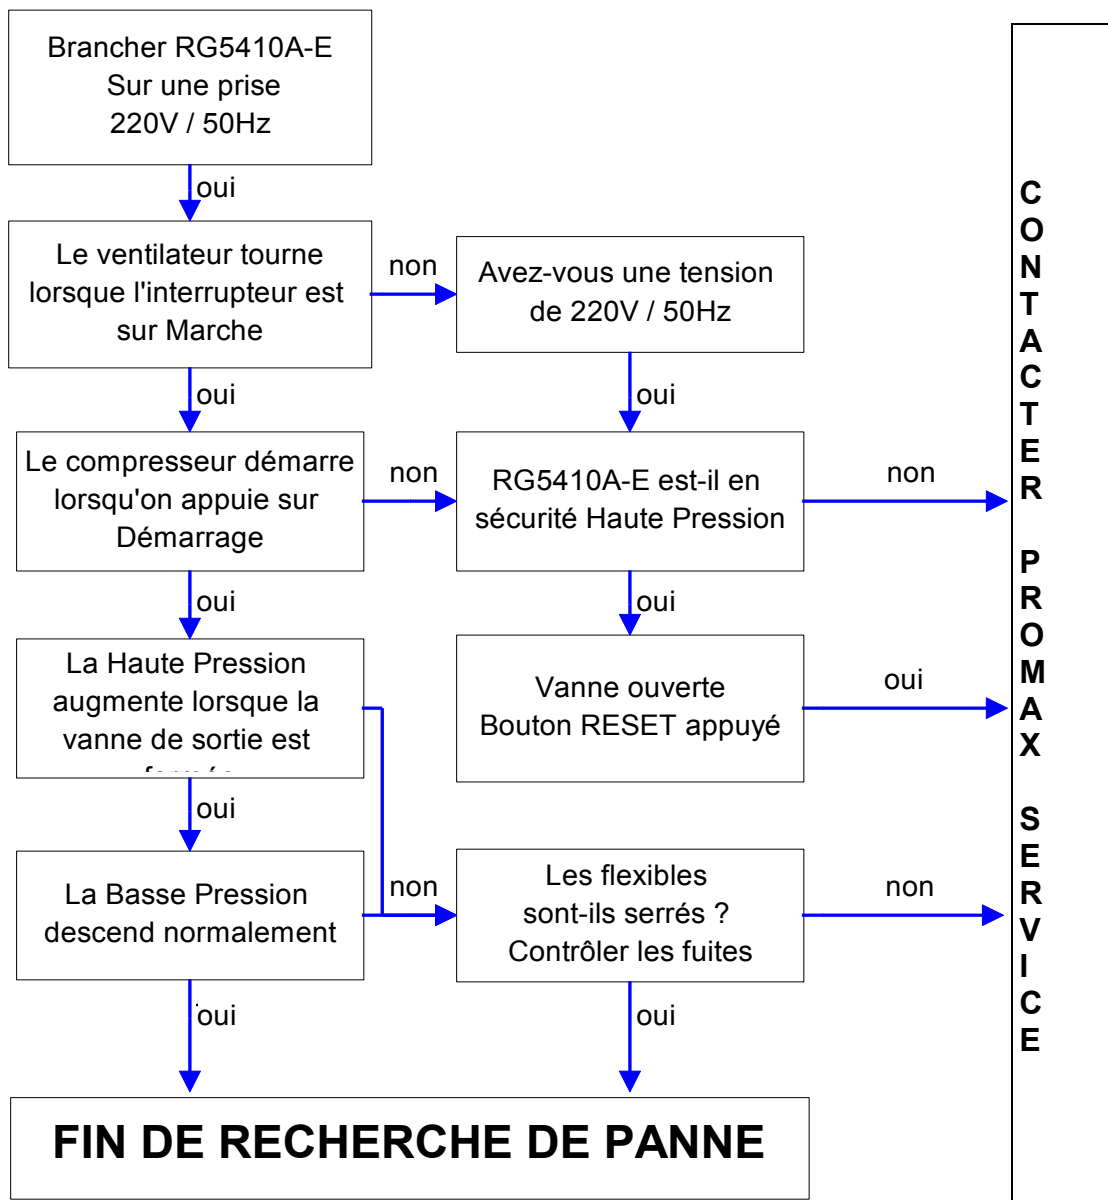 Brancher RG5410A-E
Sur une prise
220V / 50Hz
oui
Le ventilateur tourne
lorsque l'interrupteur est
sur Marche
non
Avez-vous une tension
de 220V / 50Hz
oui
oui
Le compresseur démarre
lorsqu'on appuie sur
Démarrage
non
RG5410A-E est-il en
sécurité Haute Pression
non
oui
oui
La Haute Pression
augmente lorsque la
vanne de sortie est
Vanne ouverte
Bouton RESET appuyé
oui
oui
La Basse Pression
descend normalement
non
Les flexibles
sont-ils serrés ?
Contrôler les fuites
non
oui
oui
FIN DE RECHERCHE DE PANNE
CONTACTER PROMAX SERVICE